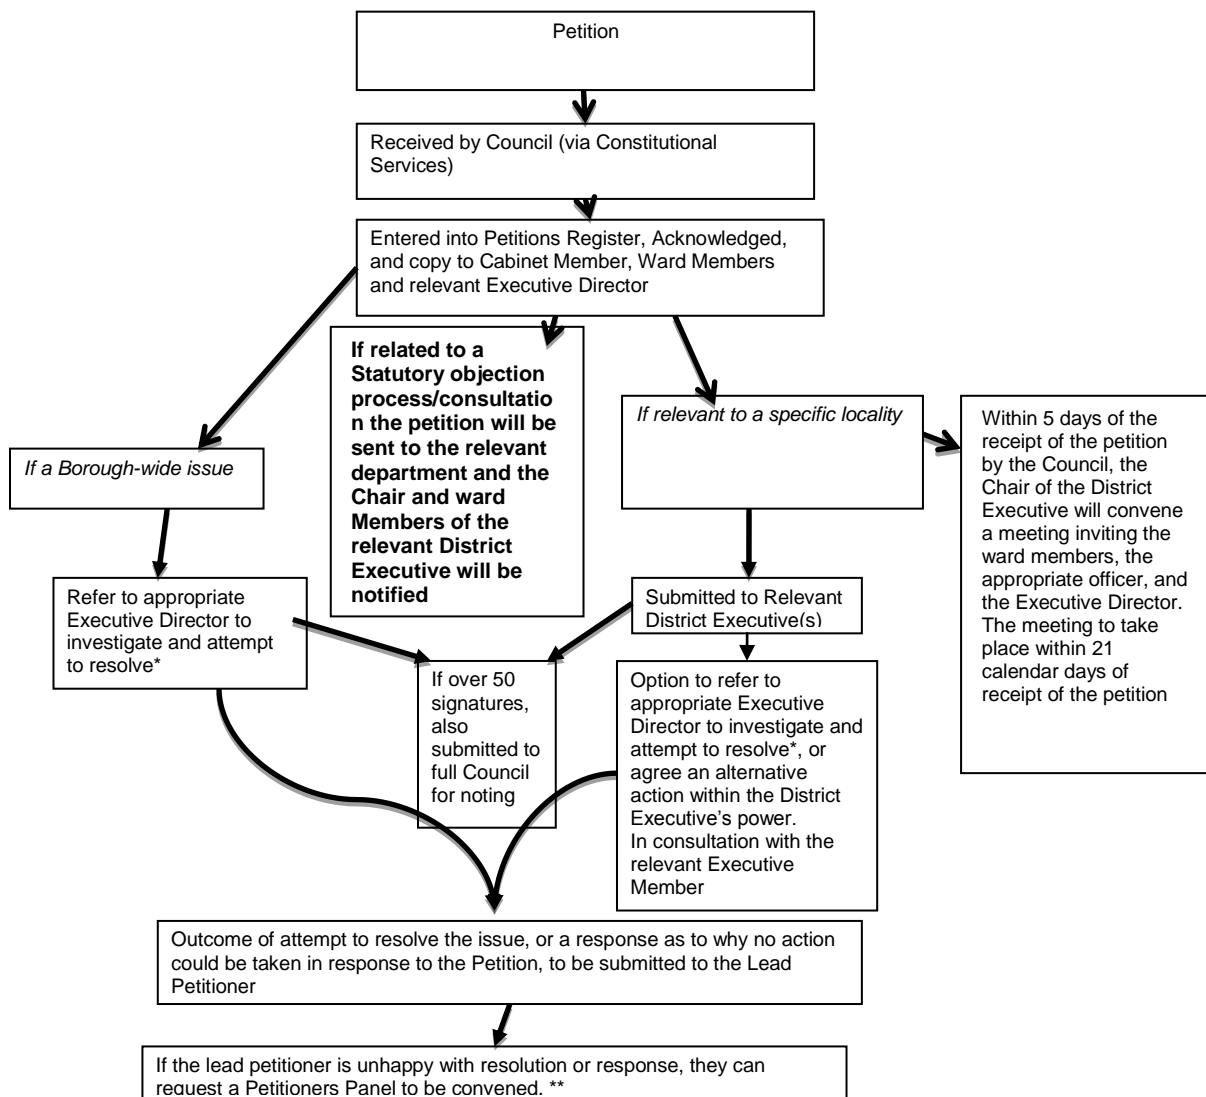 Petition
Received by Council (via Constitutional
Services)
Entered into Petitions Register, Acknowledged,
and copy to Cabinet Member, Ward Members
and relevant Executive Director
If related to a
Statutory objection
process/consultatio
n the petition will be
sent to the relevant
department and the
Chair and ward
Members of the
relevant District
Executive will be
notified
If a Borough-wide issue
If relevant to a specific locality
Within 5 days of the
receipt of the petition
by the Council, the
Chair of the District
Executive will convene
a meeting inviting the
ward members, the
appropriate officer, and
the Executive Director.
The meeting to take
place within 21
calendar days of
receipt of the petition
Refer to appropriate
Executive Director to
investigate and attempt
to resolve*
Submitted to Relevant
District Executive(s)
If over 50
signatures,
also
submitted to
full Council
for noting
Option to refer to
appropriate Executive
Director to investigate and
attempt to resolve*, or
agree an alternative
action within the District
Executive’s power.
In consultation with the
relevant Executive
Member
Outcome of attempt to resolve the issue, or a response as to why no action
could be taken in response to the Petition, to be submitted to the Lead
Petitioner
If the lead petitioner is unhappy with resolution or response, they can
request a Petitioners Panel to be convened. **